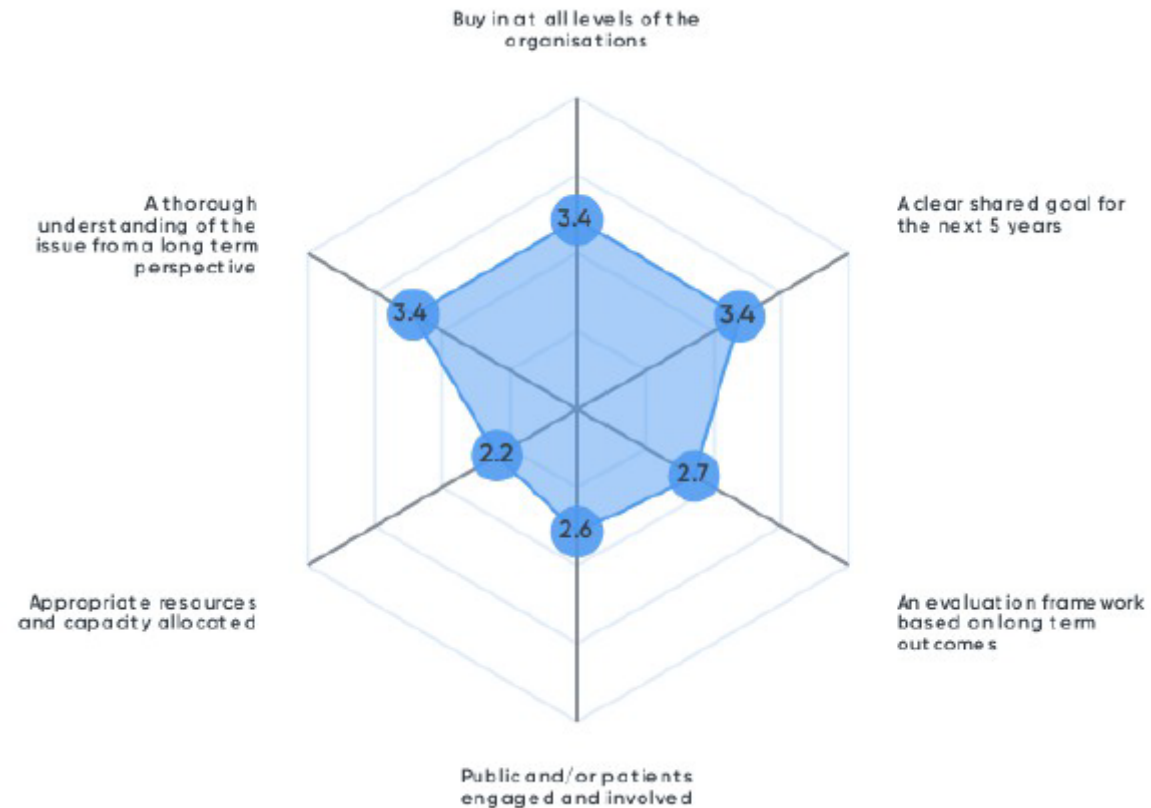 Buy in at all levels of the
organisations
A thorough
understanding of the
issue from a long term
perspective
A clear shared goal for
the next 5 years
3.4
3.4
3.4
2.2
2.7
2.6
Appropriate resources
and capacity allocated
An evaluation framework
based on long term
outcomes
Public and/or patients
engaged and involved